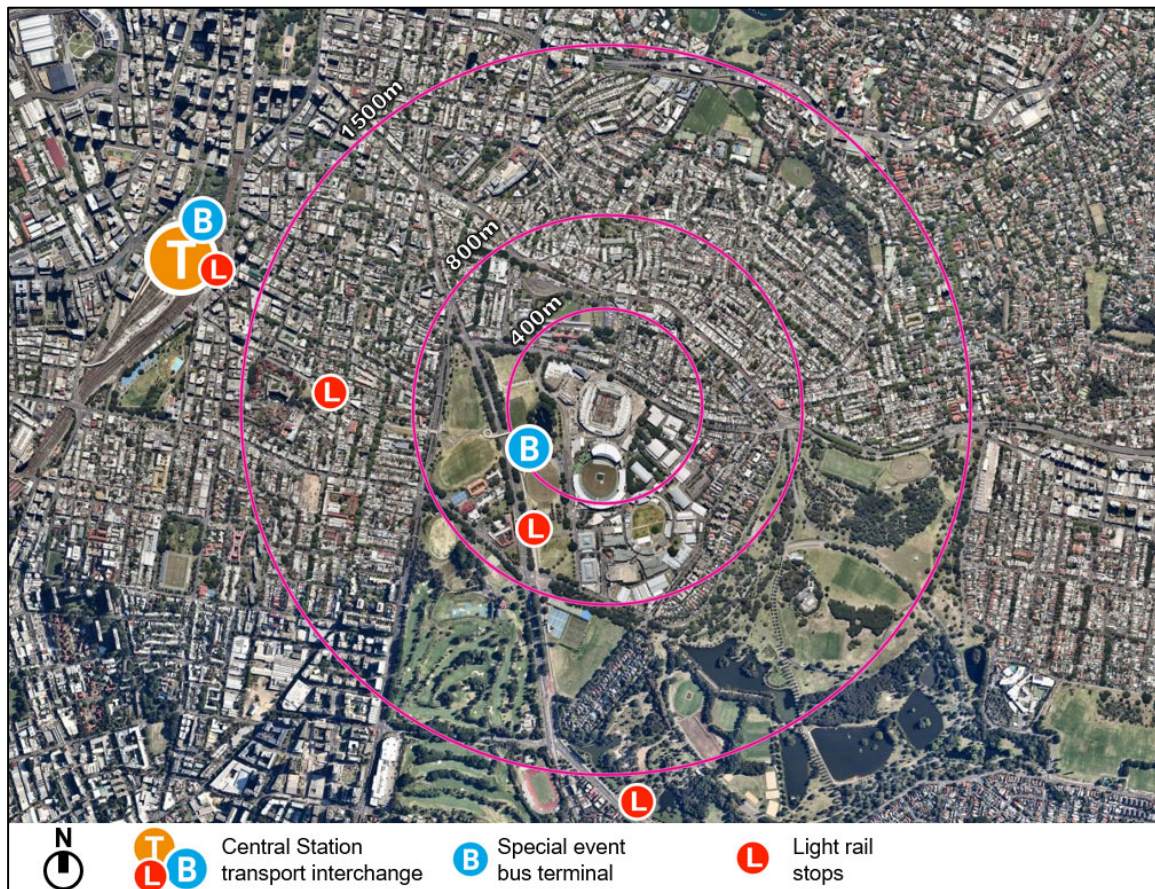 1500m
800m
400m
B
T
L
L
B
L
L
N
T
L
B
Central Station
transport interchange
B
Special event
bus terminal
L
Light rail
stops